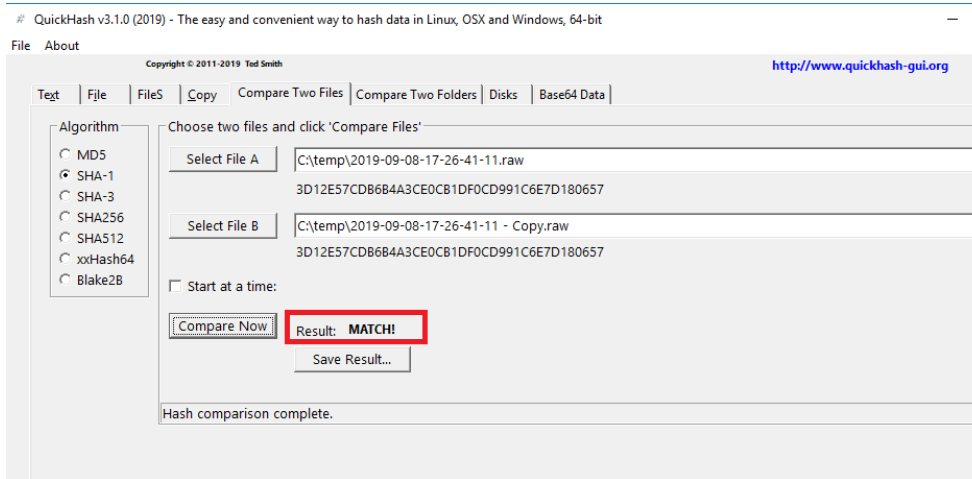 QuickHash v3.1.0 (2019) - The easy and convenient way to hash data in Linux, OSX and Windows, 64-bit
File About
Copyright © 2011-2019 Ted Smith
http://www.quickhash-gui.org
Text File FileS Copy Compare Two Files Compare Two Folders Disks Base64 Data
Algorithm
MD5
SHA-1
SHA-3
SHA256
SHA512
xxHash64
Blake2B
Choose two files and click 'Compare Files'
Select File A C:\temp\2019-09-08-17-26-41-11.raw
3D12E57CDB6B4A3CE0CB1DF0CD991C6E7D180657
Select File B C:\temp\2019-09-08-17-26-41-11 - Copy.raw
3D12E57CDB6B4A3CE0CB1DF0CD991C6E7D180657
Start at a time:
Compare Now Result: MATCH!
Save Result...
Hash comparison complete.